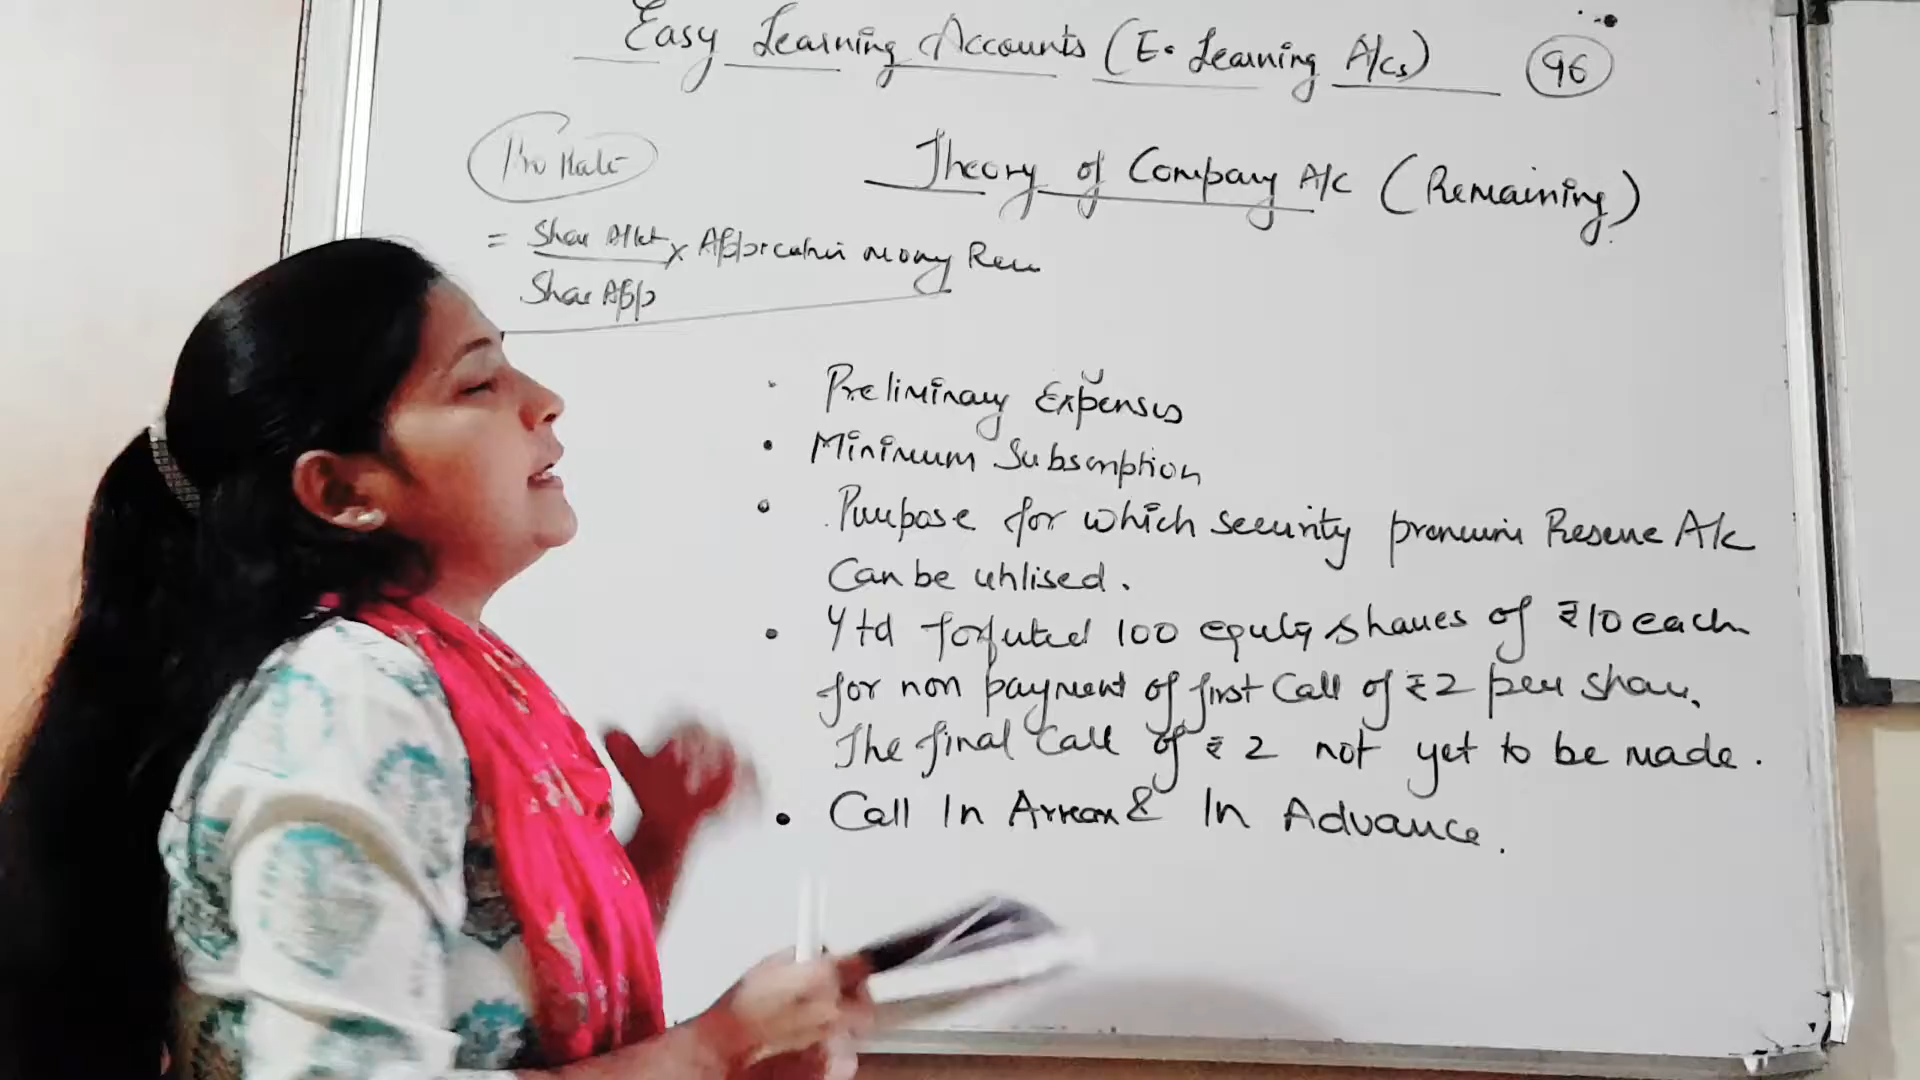 Easy Learning Accounts (E. Learning A/Cs) 96
Theory of Company A/C (Remaining)
Pro Rate
= Share Allot x Application money Rec
Share App
• Preliminary Expenses
• Minimum Subscription
• Purpose for which security premium Reserve A/c
Can be utilised.
• Y td forfeited 100 equity shares of ₹10 each
for non payment of first Call of ₹2 per share.
The final Call of ₹2 not yet to be made.
• Call In Arrear & In Advance.